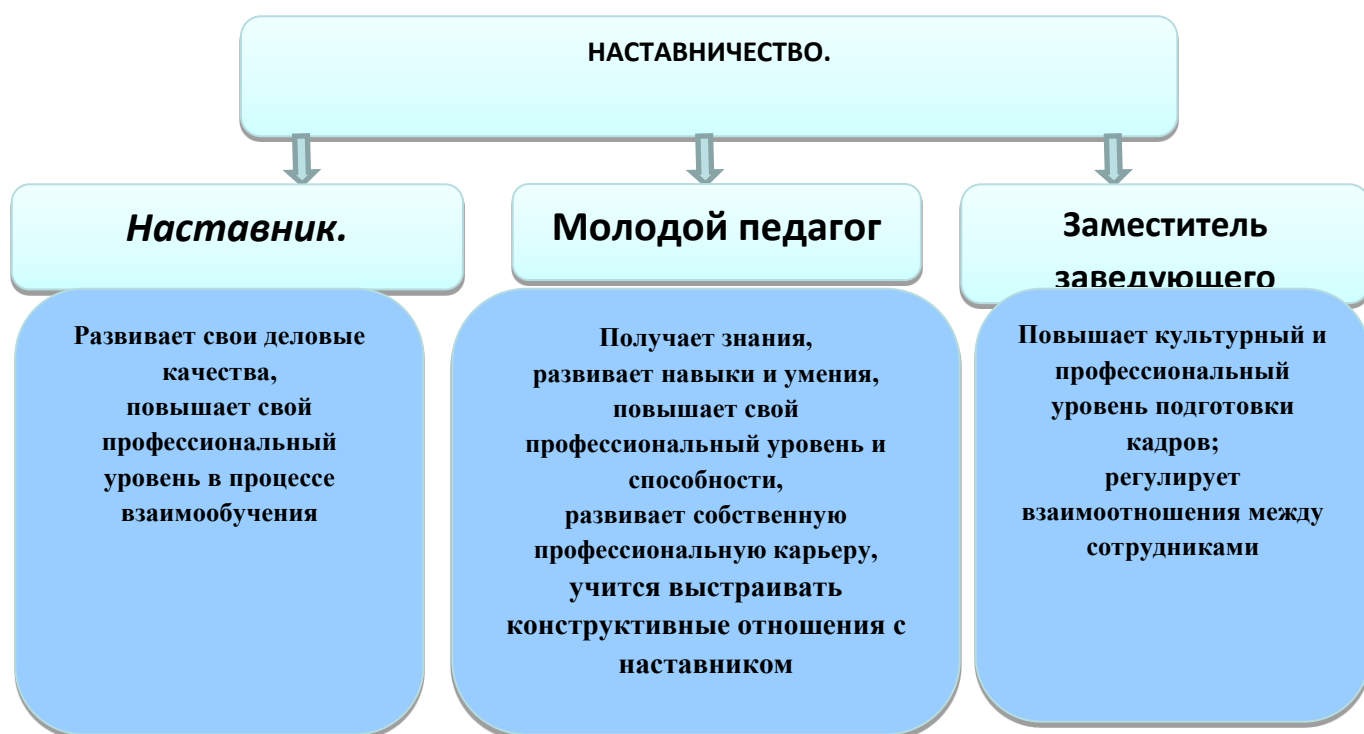 НАСТАВНИЧЕСТВО.
Наставник.
Развивает свои деловые
качества,
повышает свой
профессиональный
уровень в процессе
взаимообучения
Молодой педагог
Получает знания,
развивает навыки и умения,
повышает свой
профессиональный уровень и
способности,
развивает собственную
профессиональную карьеру,
учится выстраивать
конструктивные отношения с
наставником
Заместитель
заведующего
Повышает культурный и
профессиональный
уровень подготовки
кадров;
регулирует
взаимоотношения между
сотрудниками